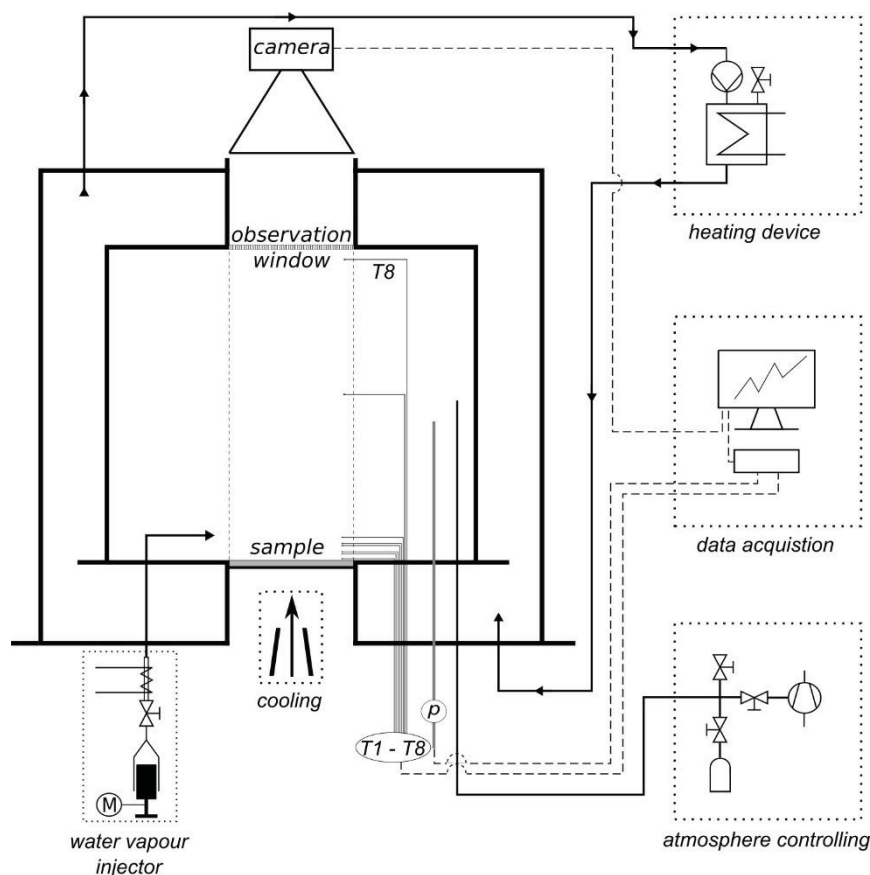 camera
heating device
observation
window
T8
data acquistion
sample
cooling
p
T1 - T8
M
water vapour
injector
atmosphere controlling